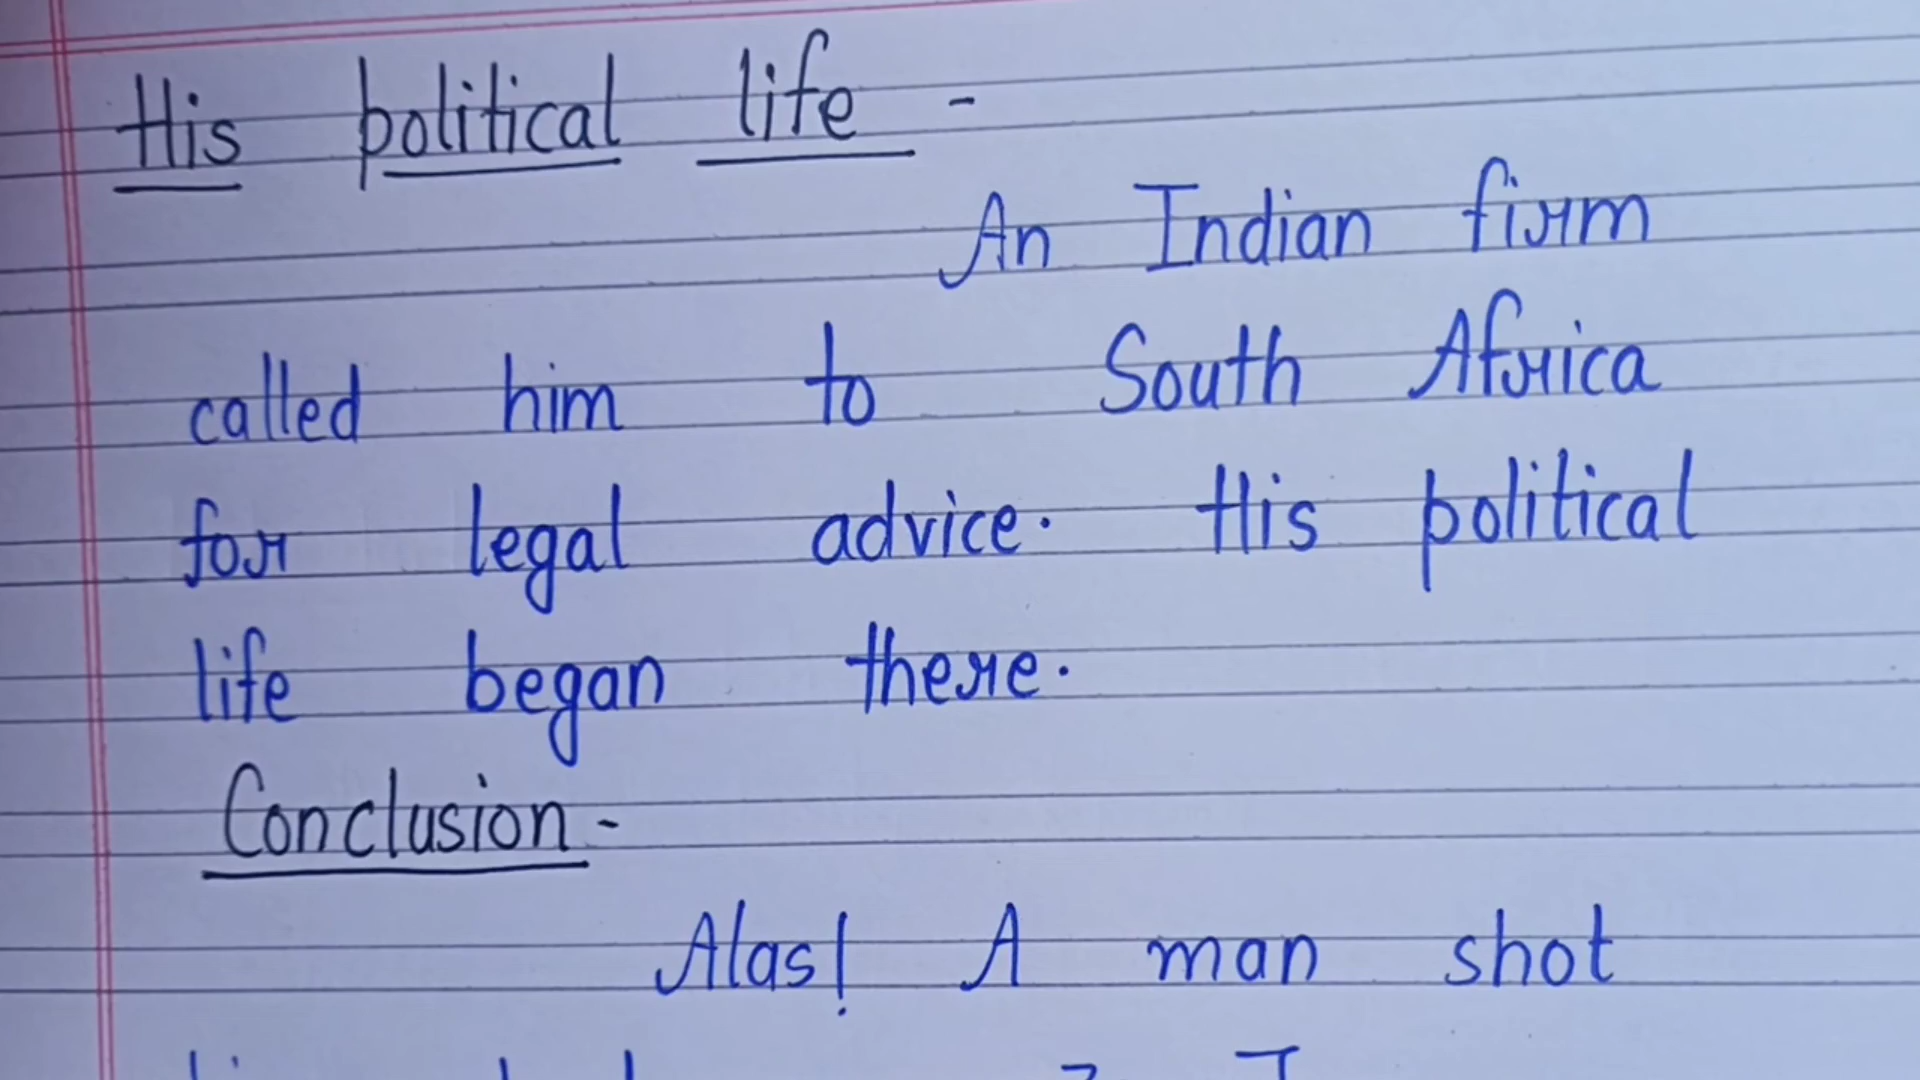 His political life -
An Indian firm
called him to South Africa
for legal advice. His political
life began there.
Conclusion -
Alas! A man shot